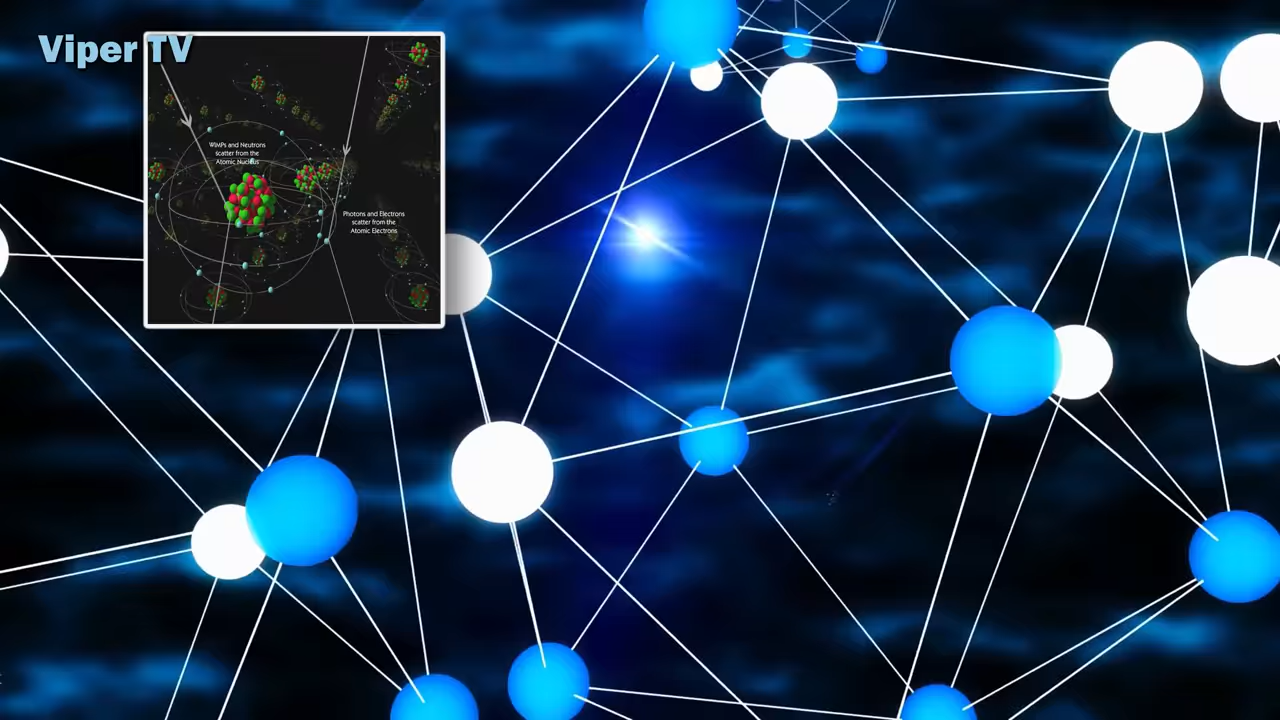 Viper TV
WIMPs and Neutrons
scatter from the
Atomic Nucleus
Photons and Electrons
scatter from the
Atomic Electrons